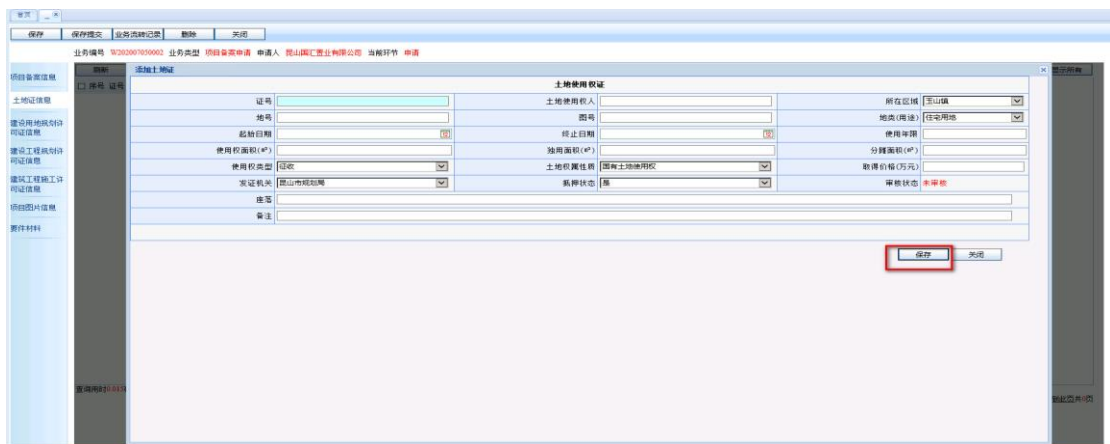 首页
保存 保存提交 业务流转记录 删除 关闭
业务编号 W202007030002 业务类型 项目备案申请 申请人 昆山国汇置业有限公司 当前环节 申请
项目备案信息
土地证信息
建设用地规划许
可证信息
建设工程规划许
可证信息
建筑工程施工许
可证信息
项目图片信息
要件材料
刷新 添加土地证 显示所有
序号 证号
土地使用权证
证号 土地使用权人 所在区域 玉山镇
地号 图号 地类(用途) 住宅用地
起始日期 终止日期 使用年限
使用权面积(m²) 独用面积(m²) 分摊面积(m²)
使用权类型 征收 土地权属性质 国有土地使用权 取得价格(万元)
发证机关 昆山市规划局 抵押状态 是 审核状态 未审核
座落
备注
保存 关闭
查询用时
到此页共0页